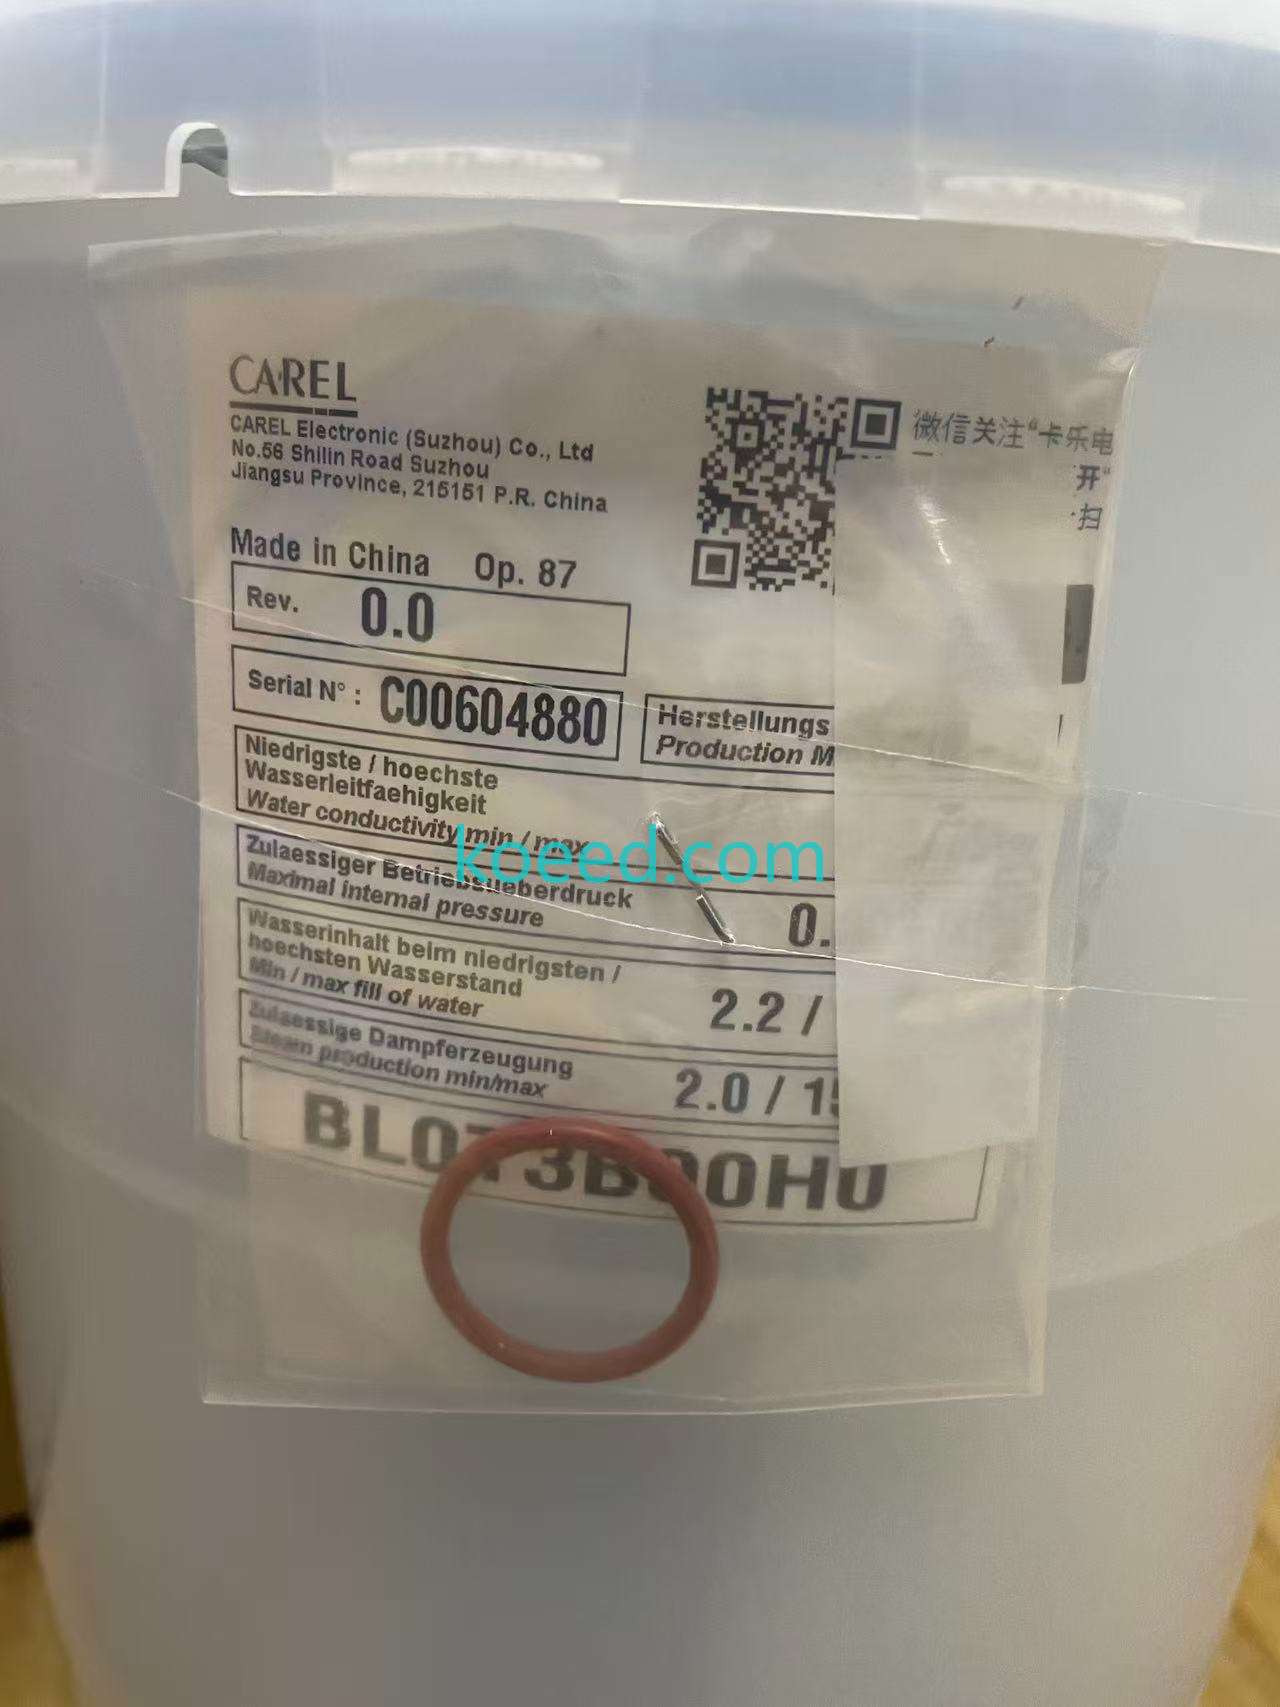 CAREL
CAREL Electronic (Suzhou) Co., Ltd
No.56 Shilin Road Suzhou
Jiangsu Province, 215151 P.R. China
微信关注“卡乐电
开“
扫
Made in China Op. 87
Rev. 0.0
Serial N° : C00604880
Herstellungs
Production M
Niedrigste / hoechste
Wasserleitfaehigkeit
Water conductivity min / max
koeed.com
Zulaessiger Betriebsueberdruck
Maximal internal pressure
0.
Wasserinhalt beim niedrigsten /
hoechsten Wasserstand
Min / max fill of water
2.2 /
Zulaessige Dampferzeugung
Steam production min/max
2.0 / 15
BL0T3B00H0